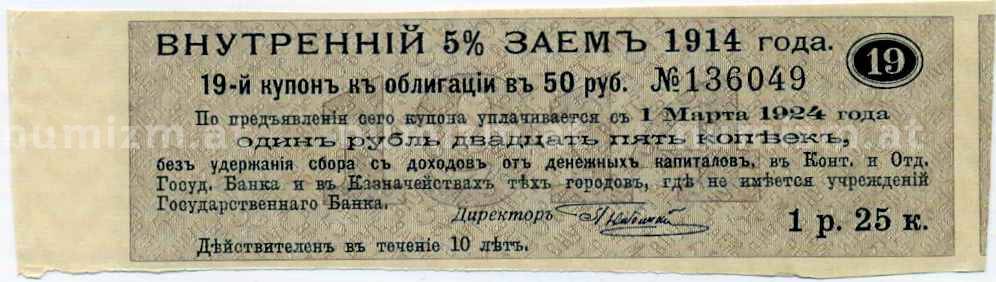 ВНУТРЕННІЙ 5% ЗАЕМЪ 1914 года.
19
19-й купонъ къ облигаціи въ 50 руб. №136049
По предъявленіи сего купона уплачивается съ 1 Марта 1924 года
одинъ рубль двадцать пять копѣекъ,
безъ удержанія сбора съ доходовъ отъ денежныхъ капиталовъ, въ Конт. и Отд.
Госуд. Банка и въ Казначействахъ тѣхъ городовъ, гдѣ не имѣется учрежденій
Государственнаго Банка.
Директоръ
1 р. 25 к.
Дѣйствителенъ въ теченіе 10 лѣтъ.